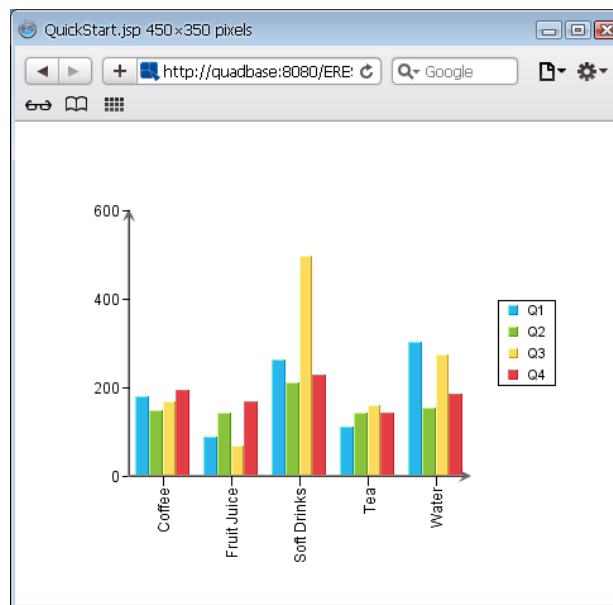 QuickStart.jsp 450×350 pixels
http://quadbase:8080/ERES
Google
600
400
200
0
Coffee
Fruit Juice
Soft Drinks
Tea
Water
Q1
Q2
Q3
Q4